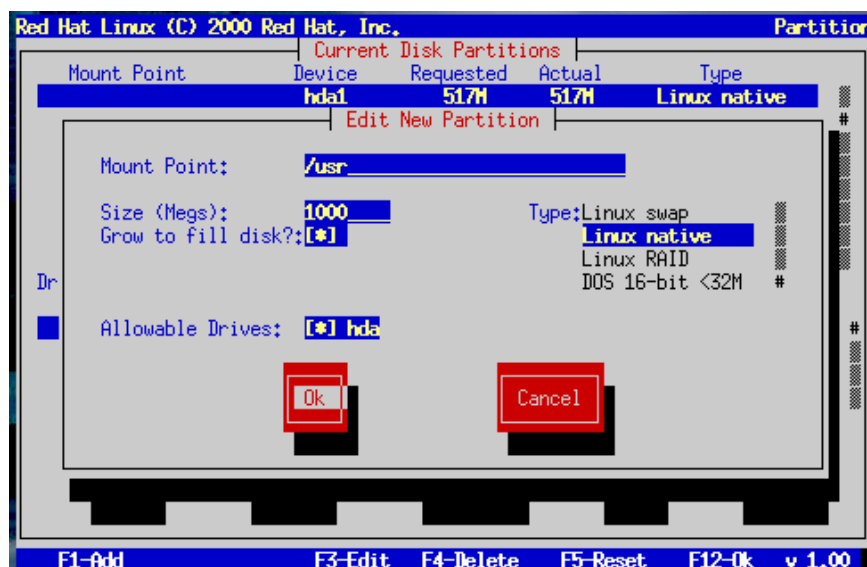 Red Hat Linux (C) 2000 Red Hat, Inc. Partition
Current Disk Partitions
Mount Point Device Requested Actual Type
hda1 517M 517M Linux native
#
Edit New Partition
Mount Point: /usr
Size (Megs): 1000 Type: Linux swap
Grow to fill disk?: [*] Linux native
Linux RAID
Dr DOS 16-bit <32M #
Allowable Drives: [*] hda #
Ok Cancel
F1-Add F3-Edit F4-Delete F5-Reset F12-Ok v 1.00